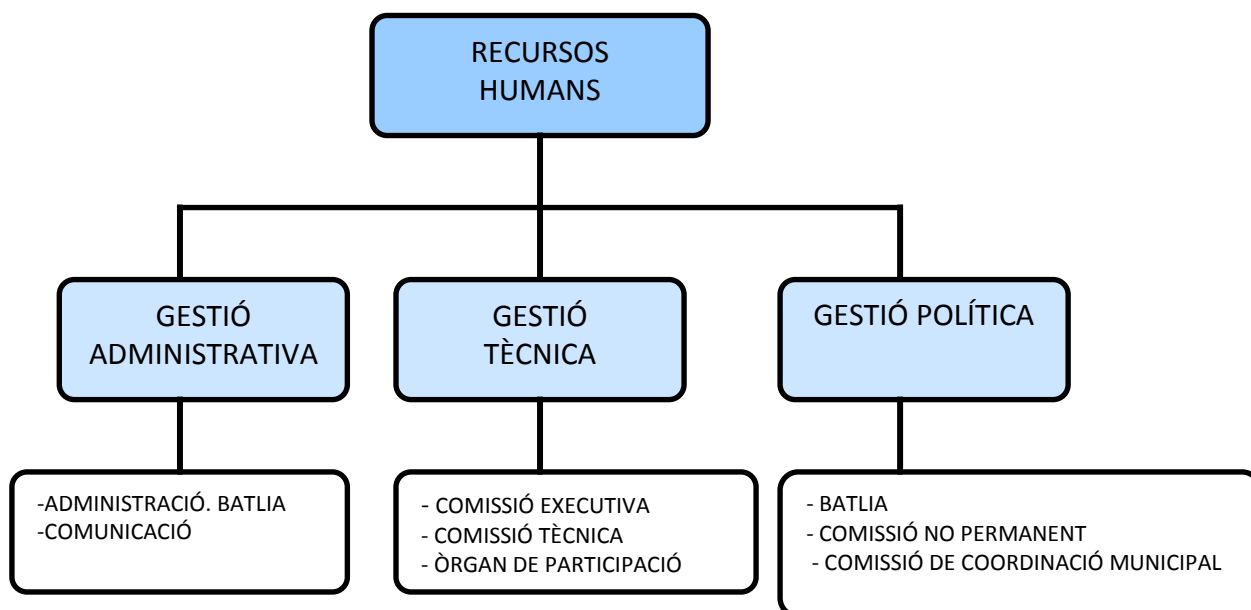 RECURSOS
HUMANS
GESTIÓ
ADMINISTRATIVA
GESTIÓ
TÈCNICA
GESTIÓ POLÍTICA
-ADMINISTRACIÓ. BATLIA
-COMUNICACIÓ
- COMISSIÓ EXECUTIVA
- COMISSIÓ TÈCNICA
- ÒRGAN DE PARTICIPACIÓ
- BATLIA
- COMISSIÓ NO PERMANENT
- COMISSIÓ DE COORDINACIÓ MUNICIPAL